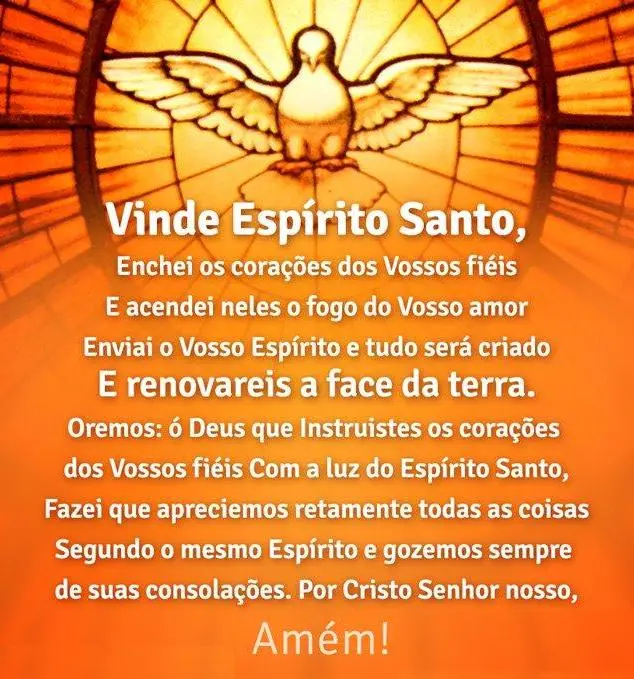 Vinde Espírito Santo,
Enchei os corações dos Vossos fiéis
E acendei neles o fogo do Vosso amor
Enviai o Vosso Espírito e tudo será criado
E renovareis a face da terra.
Oremos: ó Deus que Instruistes os corações
dos Vossos fiéis Com a luz do Espírito Santo,
Fazei que apreciemos retamente todas as coisas
Segundo o mesmo Espírito e gozemos sempre
de suas consolações. Por Cristo Senhor nosso,
Amém!